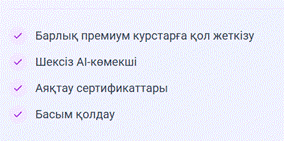 Барлық премиум курстарға қол жеткізу
Шексіз AI-көмекші
Аяқтау сертификаттары
Басым қолдау